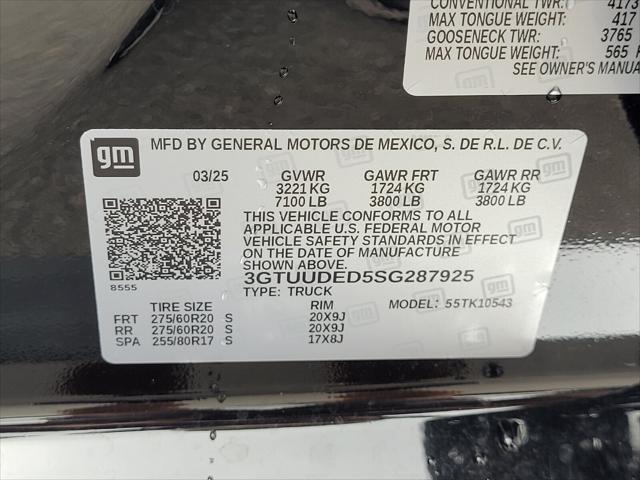 CONVENTIONAL TWR: 4173
MAX TONGUE WEIGHT: 417
GOOSENECK TWR: 3765
MAX TONGUE WEIGHT: 565
SEE OWNER'S MANUA
gm MFD BY GENERAL MOTORS DE MEXICO, S. DE R.L. DE C.V.
03/25 GVWR GAWR FRT GAWR RR
3221 KG 1724 KG 1724 KG
7100 LB 3800 LB 3800 LB
THIS VEHICLE CONFORMS TO ALL
APPLICABLE U.S. FEDERAL MOTOR
VEHICLE SAFETY STANDARDS IN EFFECT
ON THE DATE OF MANUFACTURE
SHOWN ABOVE.
8555
3GTUUDED5SG287925
TYPE: TRUCK MODEL: 55TK10543
TIRE SIZE RIM
FRT 275/60R20 S 20X9J
RR 275/60R20 S 20X9J
SPA 255/80R17 S 17X8J